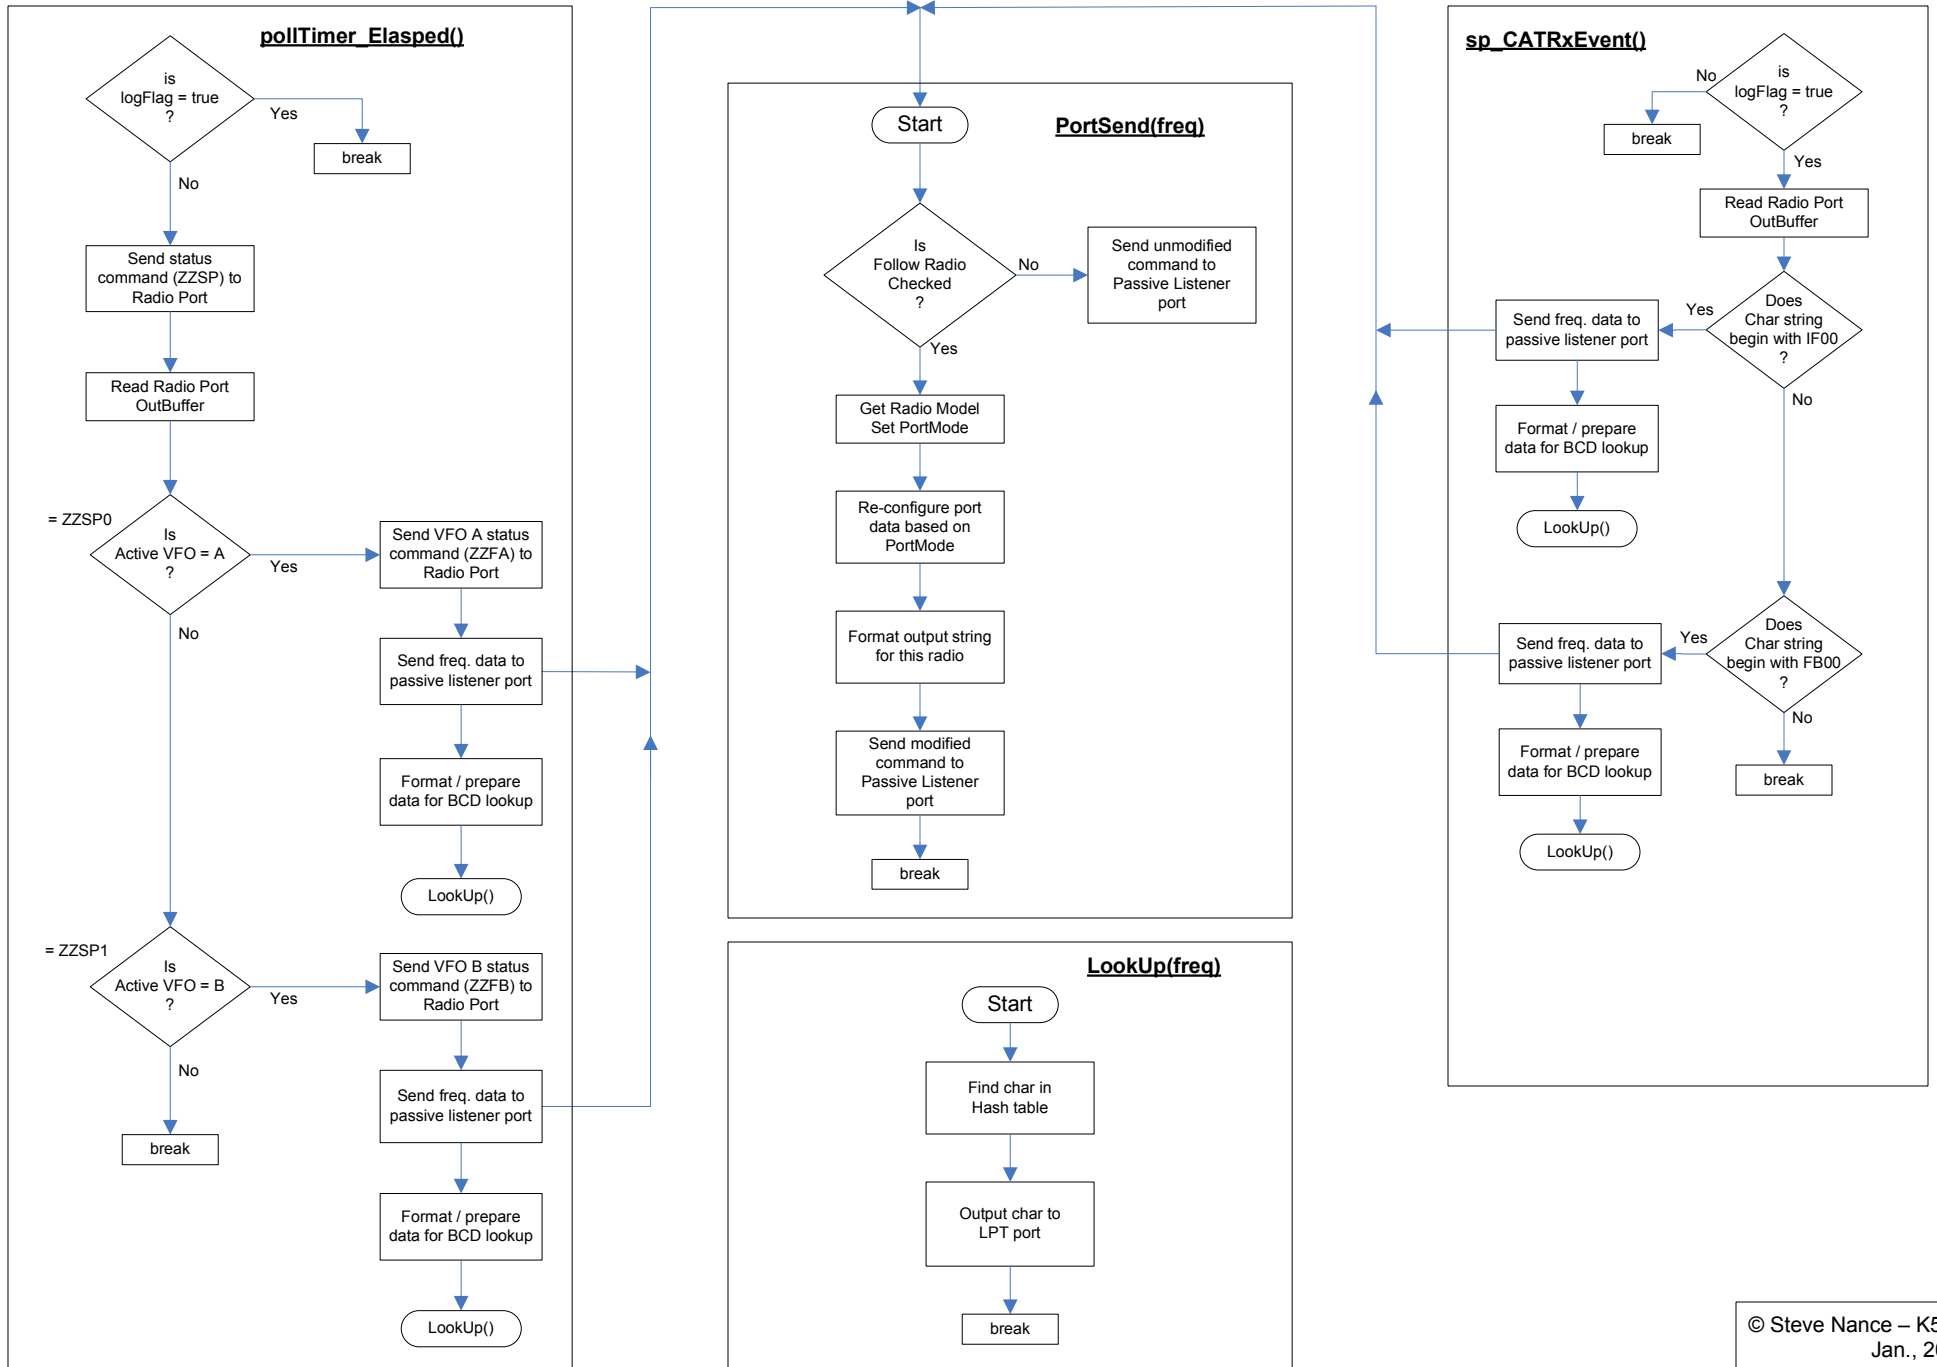 pollTimer_Elasped()
is
logFlag = true
?
Yes
break
No
Send status
command (ZZSP) to
Radio Port
Read Radio Port
OutBuffer
= ZZSP0
Is
Active VFO = A
?
Yes
Send VFO A status
command (ZZFA) to
Radio Port
No
Send freq. data to
passive listener port
Format / prepare
data for BCD lookup
LookUp()
= ZZSP1
Is
Active VFO = B
?
Yes
Send VFO B status
command (ZZFB) to
Radio Port
No
break
Send freq. data to
passive listener port
Format / prepare
data for BCD lookup
LookUp()
PortSend(freq)
Start
Is
Follow Radio
Checked
?
No
Send unmodified
command to
Passive Listener
port
Yes
Get Radio Model
Set PortMode
Re-configure port
data based on
PortMode
Format output string
for this radio
Send modified
command to
Passive Listener
port
break
LookUp(freq)
Start
Find char in
Hash table
Output char to
LPT port
break
sp_CATRxEvent()
is
logFlag = true
?
No
break
Yes
Read Radio Port
OutBuffer
Does
Char string
begin with IF00
?
Yes
Send freq. data to
passive listener port
Format / prepare
data for BCD lookup
LookUp()
No
Does
Char string
begin with FB00
?
Yes
Send freq. data to
passive listener port
Format / prepare
data for BCD lookup
LookUp()
No
break
© Steve Nance – K5
Jan., 20